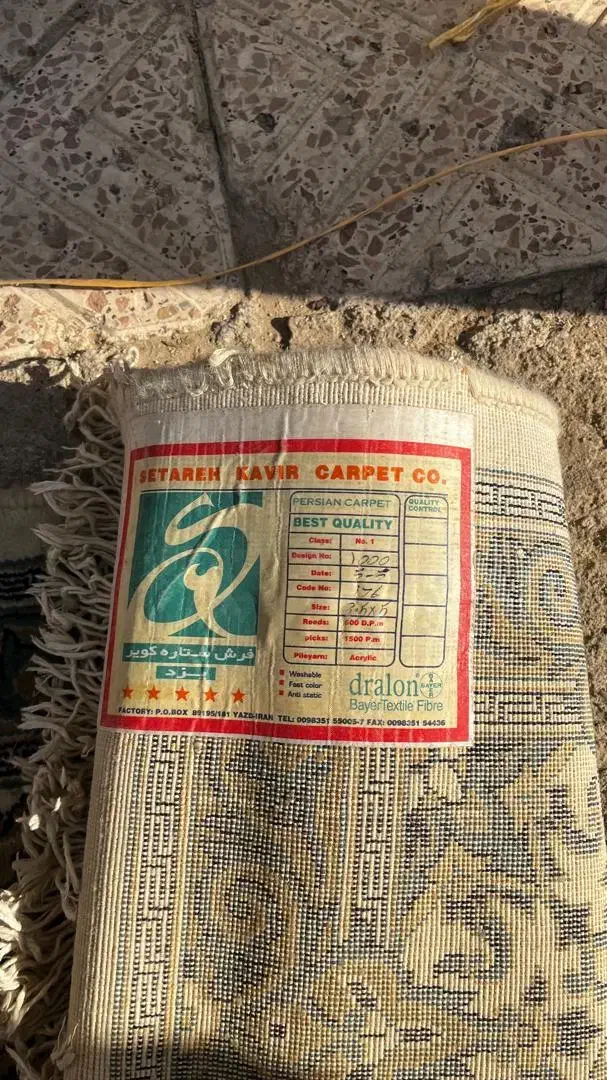 SETAREH KAVIR CARPET CO.
فرش ستاره کویر
یزد
PERSIAN CARPET
BEST QUALITY
Class: No. 1
Design No:
Date:
Code No:
Size:
Reeds: 500 D.P.m
picks: 1500 P.m
Pileyarn: Acrylic
QUALITY
CONTROL
Washable
Fast color
Anti static
dralon®
BAYER
BayerTextile Fibre
FACTORY: P.O.BOX 89195/181 YAZD-IRAN TEL: 0098351 55005-7 FAX: 0098351 54436